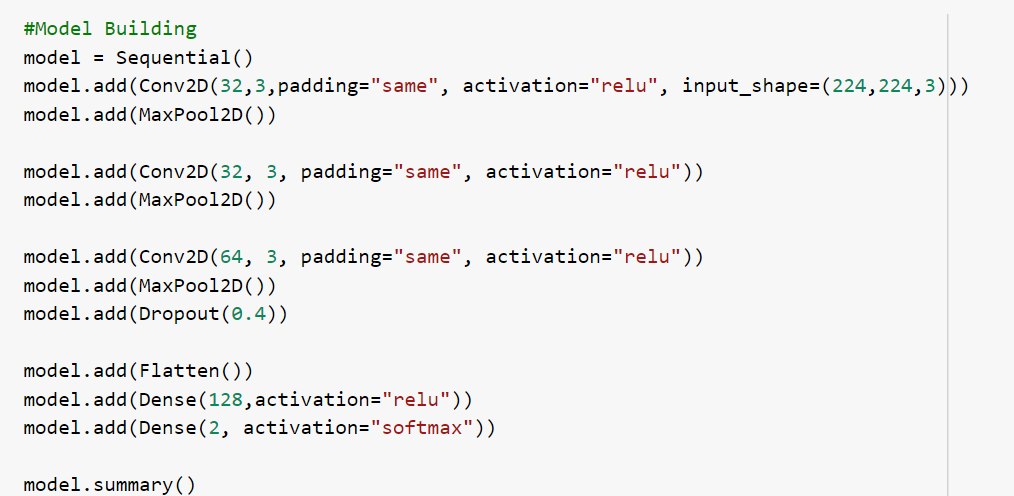 #Model Building
model = Sequential()
model.add(Conv2D(32,3,padding="same", activation="relu", input_shape=(224,224,3)))
model.add(MaxPool2D())
model.add(Conv2D(32, 3, padding="same", activation="relu"))
model.add(MaxPool2D())
model.add(Conv2D(64, 3, padding="same", activation="relu"))
model.add(MaxPool2D())
model.add(Dropout(0.4))
model.add(Flatten())
model.add(Dense(128,activation="relu"))
model.add(Dense(2, activation="softmax"))
model.summary()